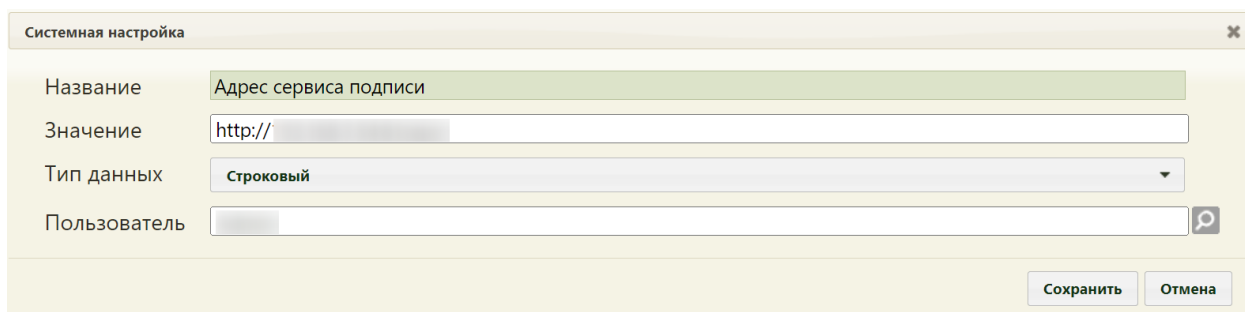 Системная настройка
Название Адрес сервиса подписи
Значение http://
Тип данных Строковый
Пользователь
Сохранить Отмена